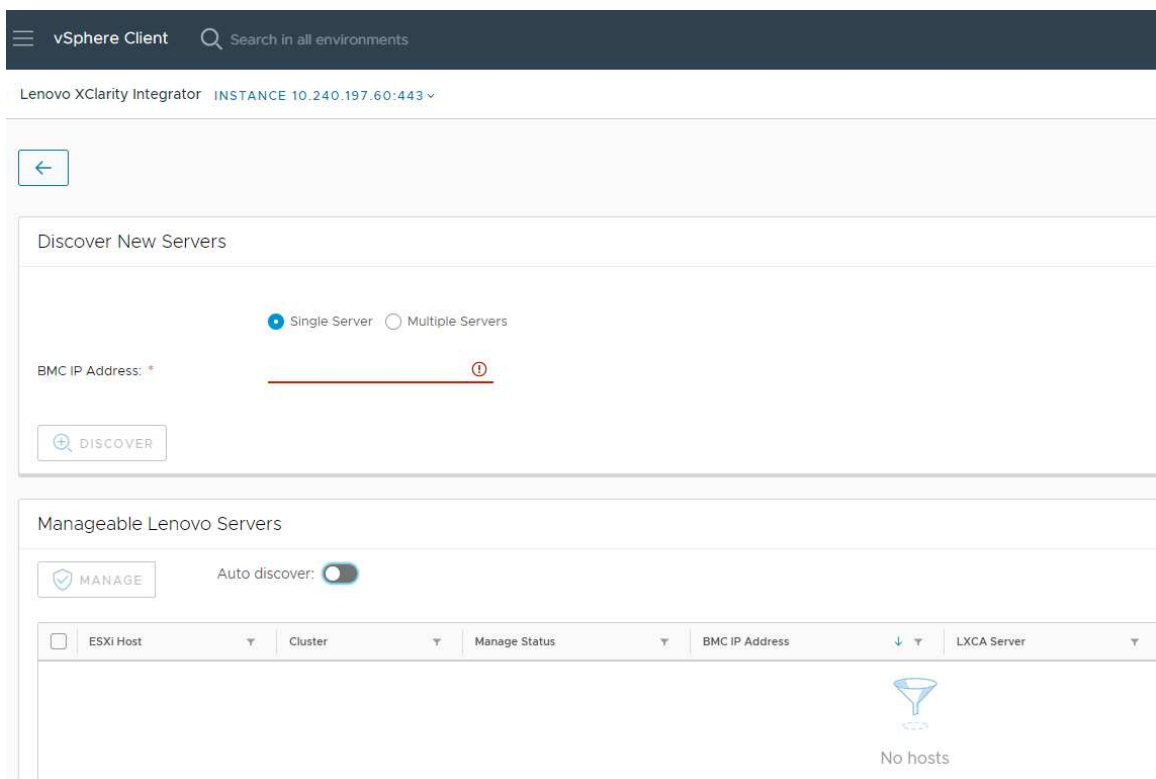 vSphere Client Search in all environments
Lenovo XClarity Integrator INSTANCE 10.240.197.60:443
Discover New Servers
Single Server Multiple Servers
BMC IP Address: *
DISCOVER
Manageable Lenovo Servers
MANAGE Auto discover:
ESXi Host Cluster Manage Status BMC IP Address LXCA Server
No hosts